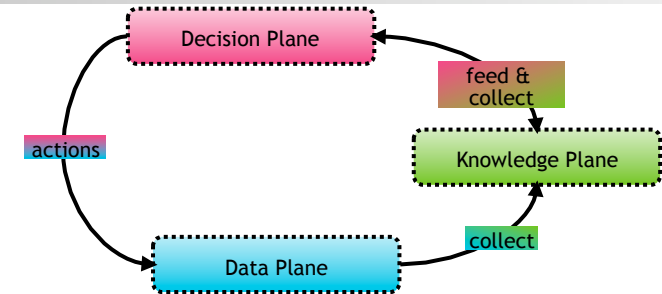 Decision Plane
feed &
collect
actions
Knowledge Plane
collect
Data Plane